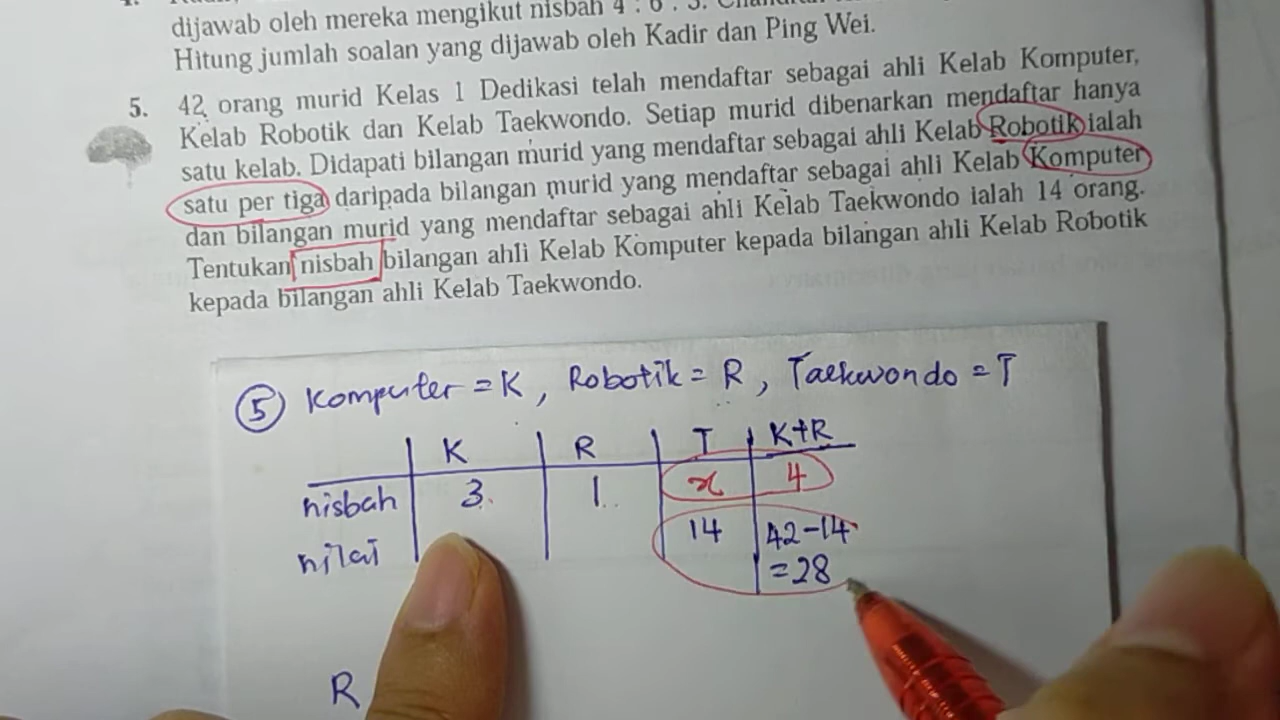 dijawab oleh mereka mengikut nisbah 4 : 6 : 5.
Hitung jumlah soalan yang dijawab oleh Kadir dan Ping Wei.
5. 42 orang murid Kelas 1 Dedikasi telah mendaftar sebagai ahli Kelab Komputer,
Kelab Robotik dan Kelab Taekwondo. Setiap murid dibenarkan mendaftar hanya
satu kelab. Didapati bilangan murid yang mendaftar sebagai ahli Kelab Robotik ialah
satu per tiga daripada bilangan murid yang mendaftar sebagai ahli Kelab Komputer
dan bilangan murid yang mendaftar sebagai ahli Kelab Taekwondo ialah 14 orang.
Tentukan nisbah bilangan ahli Kelab Komputer kepada bilangan ahli Kelab Robotik
kepada bilangan ahli Kelab Taekwondo.
5 Komputer = K, Robotik = R, Taekwondo = T
K R T K+R
nisbah 3 1 x 4
nilai 14 42-14
=28
R